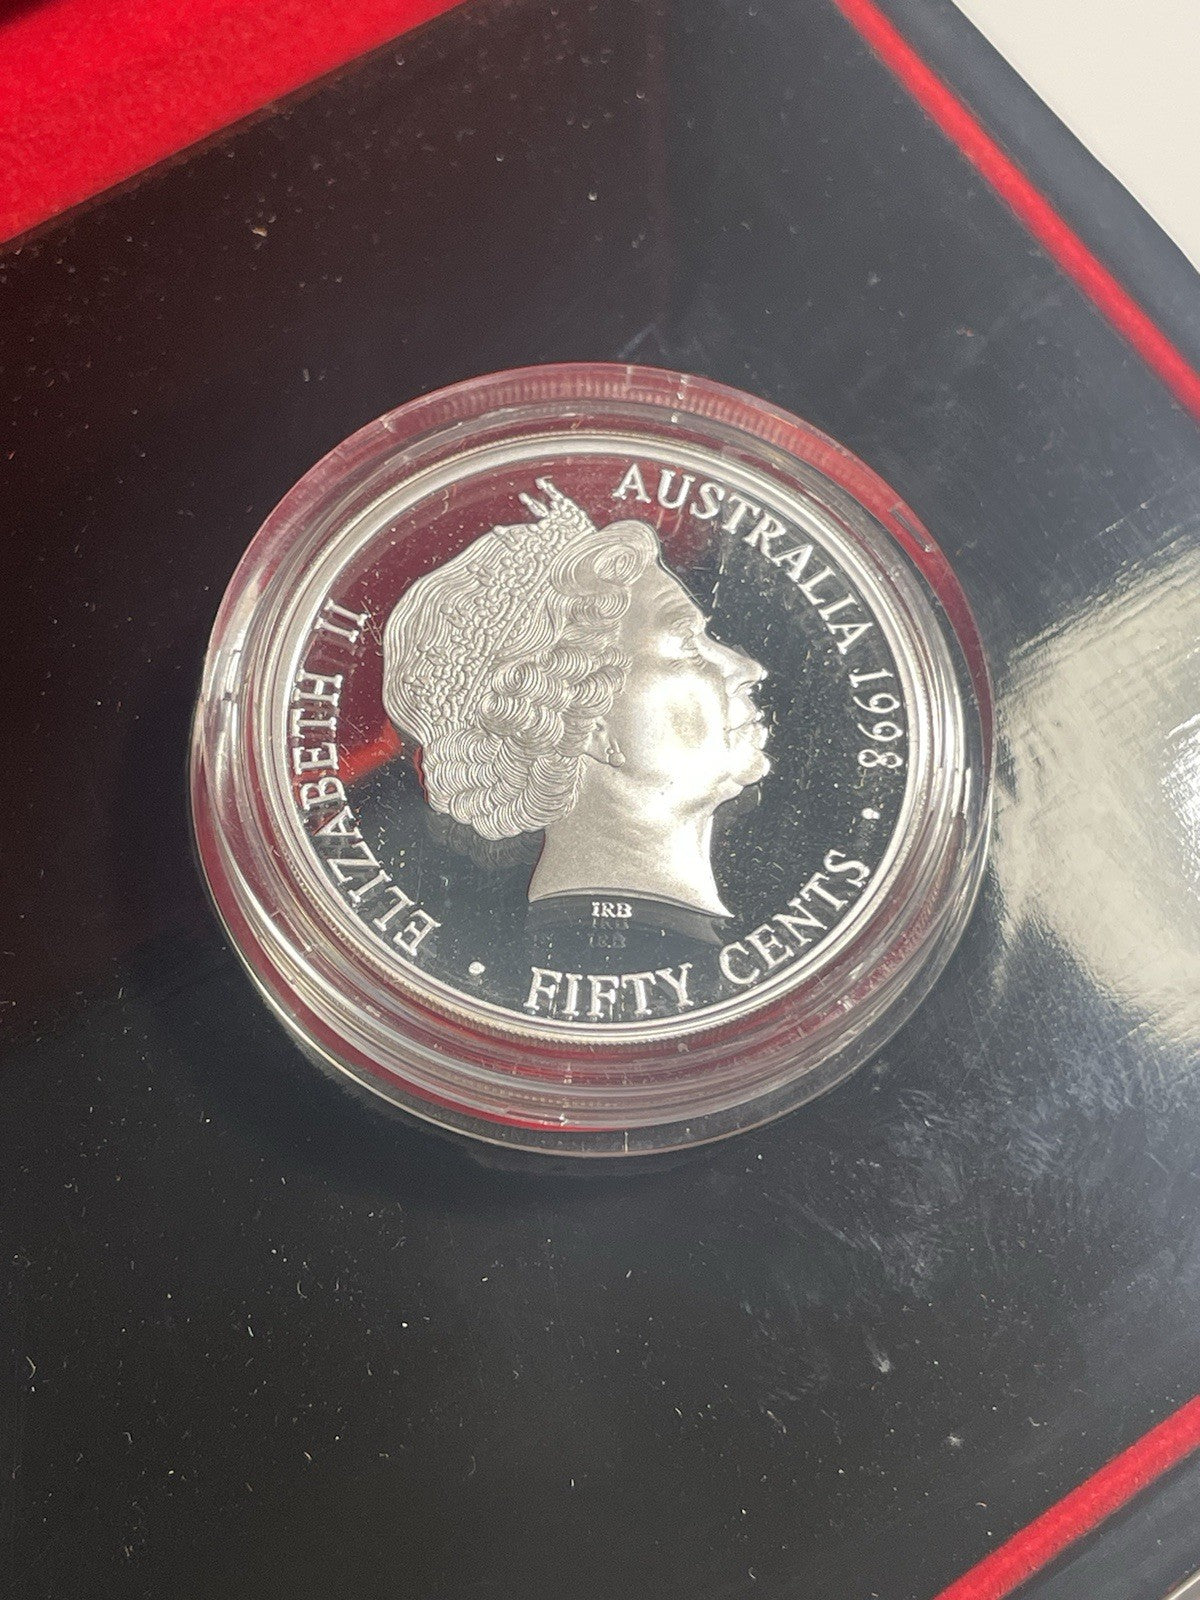 ELIZABETH II
AUSTRALIA 1998
FIFTY CENTS
IRB